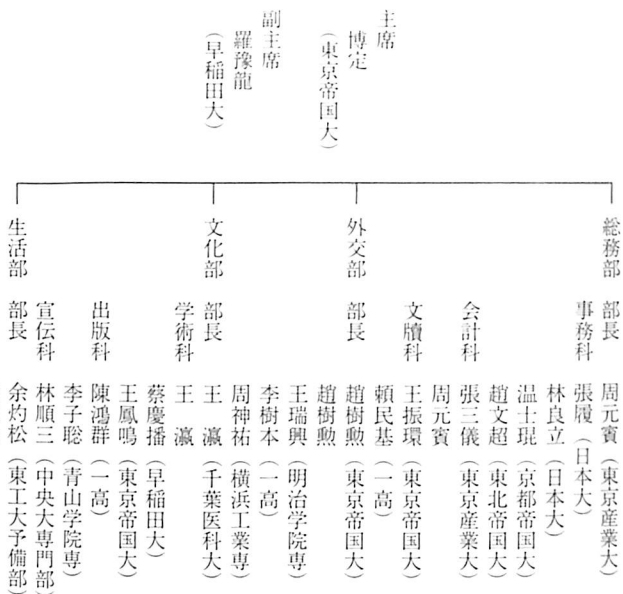 主席
博定
(東京帝国大)
副主席
羅豫龍
(早稲田大)
総務部 部長 周元賓 (東京産業大)
事務科 張履 (日本大)
林良立 (日本大)
温士琨 (京都帝国大)
趙文超 (東北帝国大)
会計科 張三儀 (東京産業大)
周元賓
文牘科 王振環 (東京帝国大)
頼民基 (一高)
外交部 部長 趙樹勲 (東京帝国大)
趙樹勲
王瑞興 (明治学院専)
李樹本 (一高)
周神祐 (横浜工業専)
文化部 部長 王瀛 (千葉医科大)
学術科 王瀛
蔡慶播 (早稲田大)
王鳳鳴 (東京帝国大)
出版科 陳鴻群 (一高)
李子聡 (青山学院専)
宣伝科 林順三 (中央大専門部)
生活部 部長 余灼松 (東工大予備部)